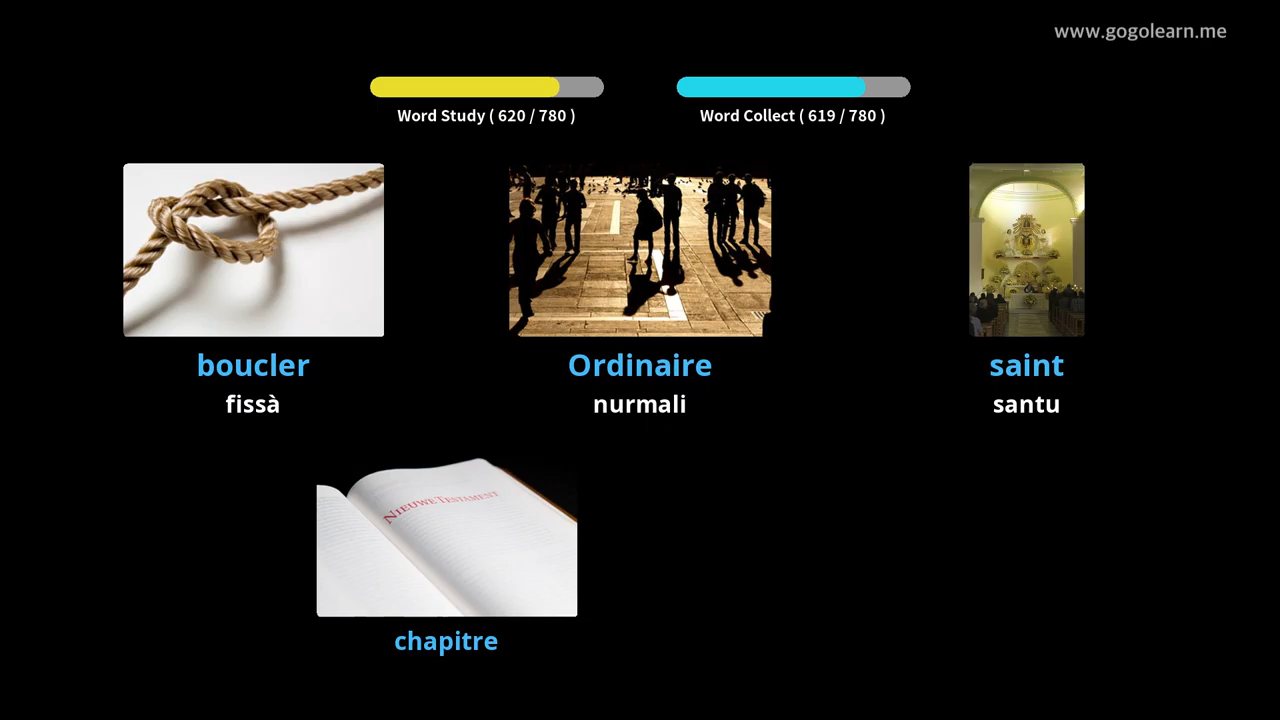 www.gogolearn.me
Word Study ( 620 / 780 )
Word Collect ( 619 / 780 )
boucler
Ordinaire
saint
fissà
nurmali
santu
NIEUWE TESTAMENT
chapitre